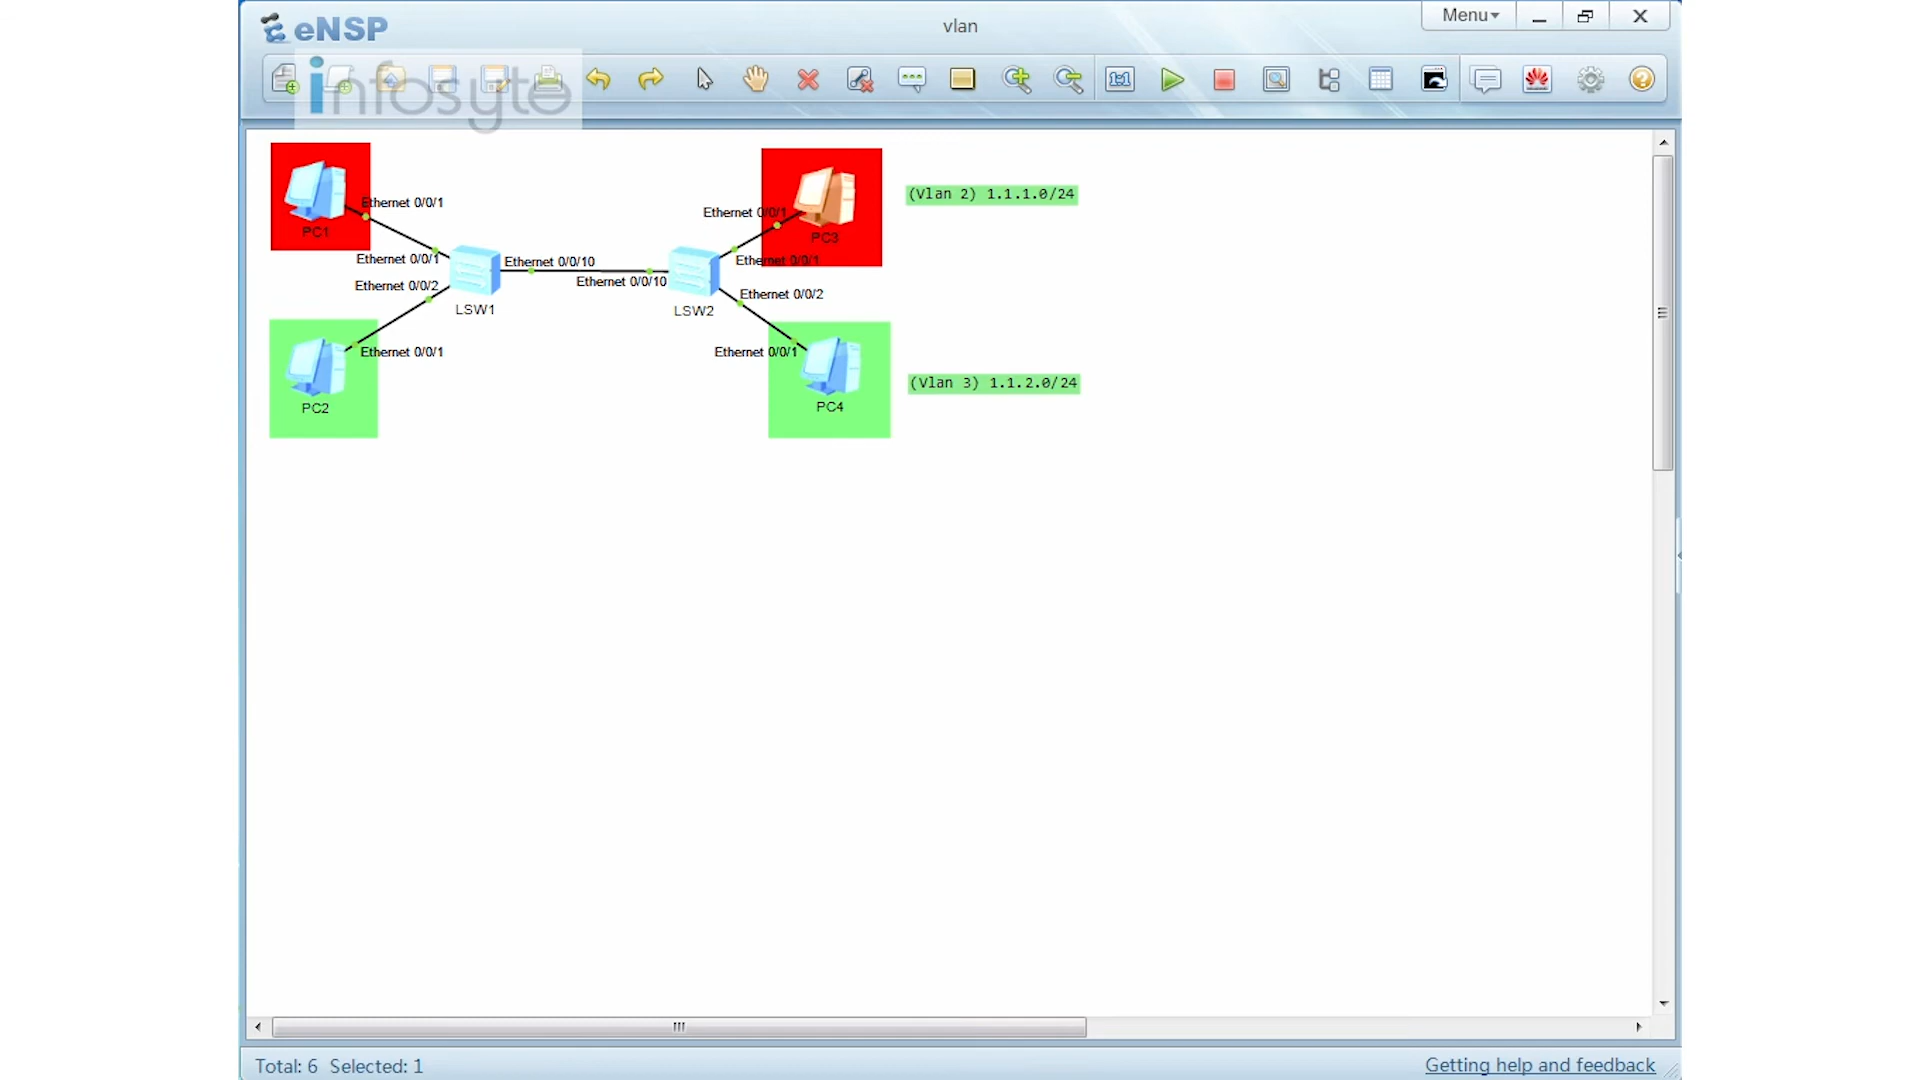 eNSP
vlan
Menu
infosyte
1:1
Ethernet 0/0/1
PC1
Ethernet 0/0/1
Ethernet 0/0/2
LSW1
Ethernet 0/0/1
PC2
Ethernet 0/0/10
Ethernet 0/0/10
LSW2
Ethernet 0/0/1
PC3
Ethernet 0/0/1
Ethernet 0/0/2
Ethernet 0/0/1
PC4
(Vlan 2) 1.1.1.0/24
(Vlan 3) 1.1.2.0/24
Total: 6 Selected: 1
Getting help and feedback